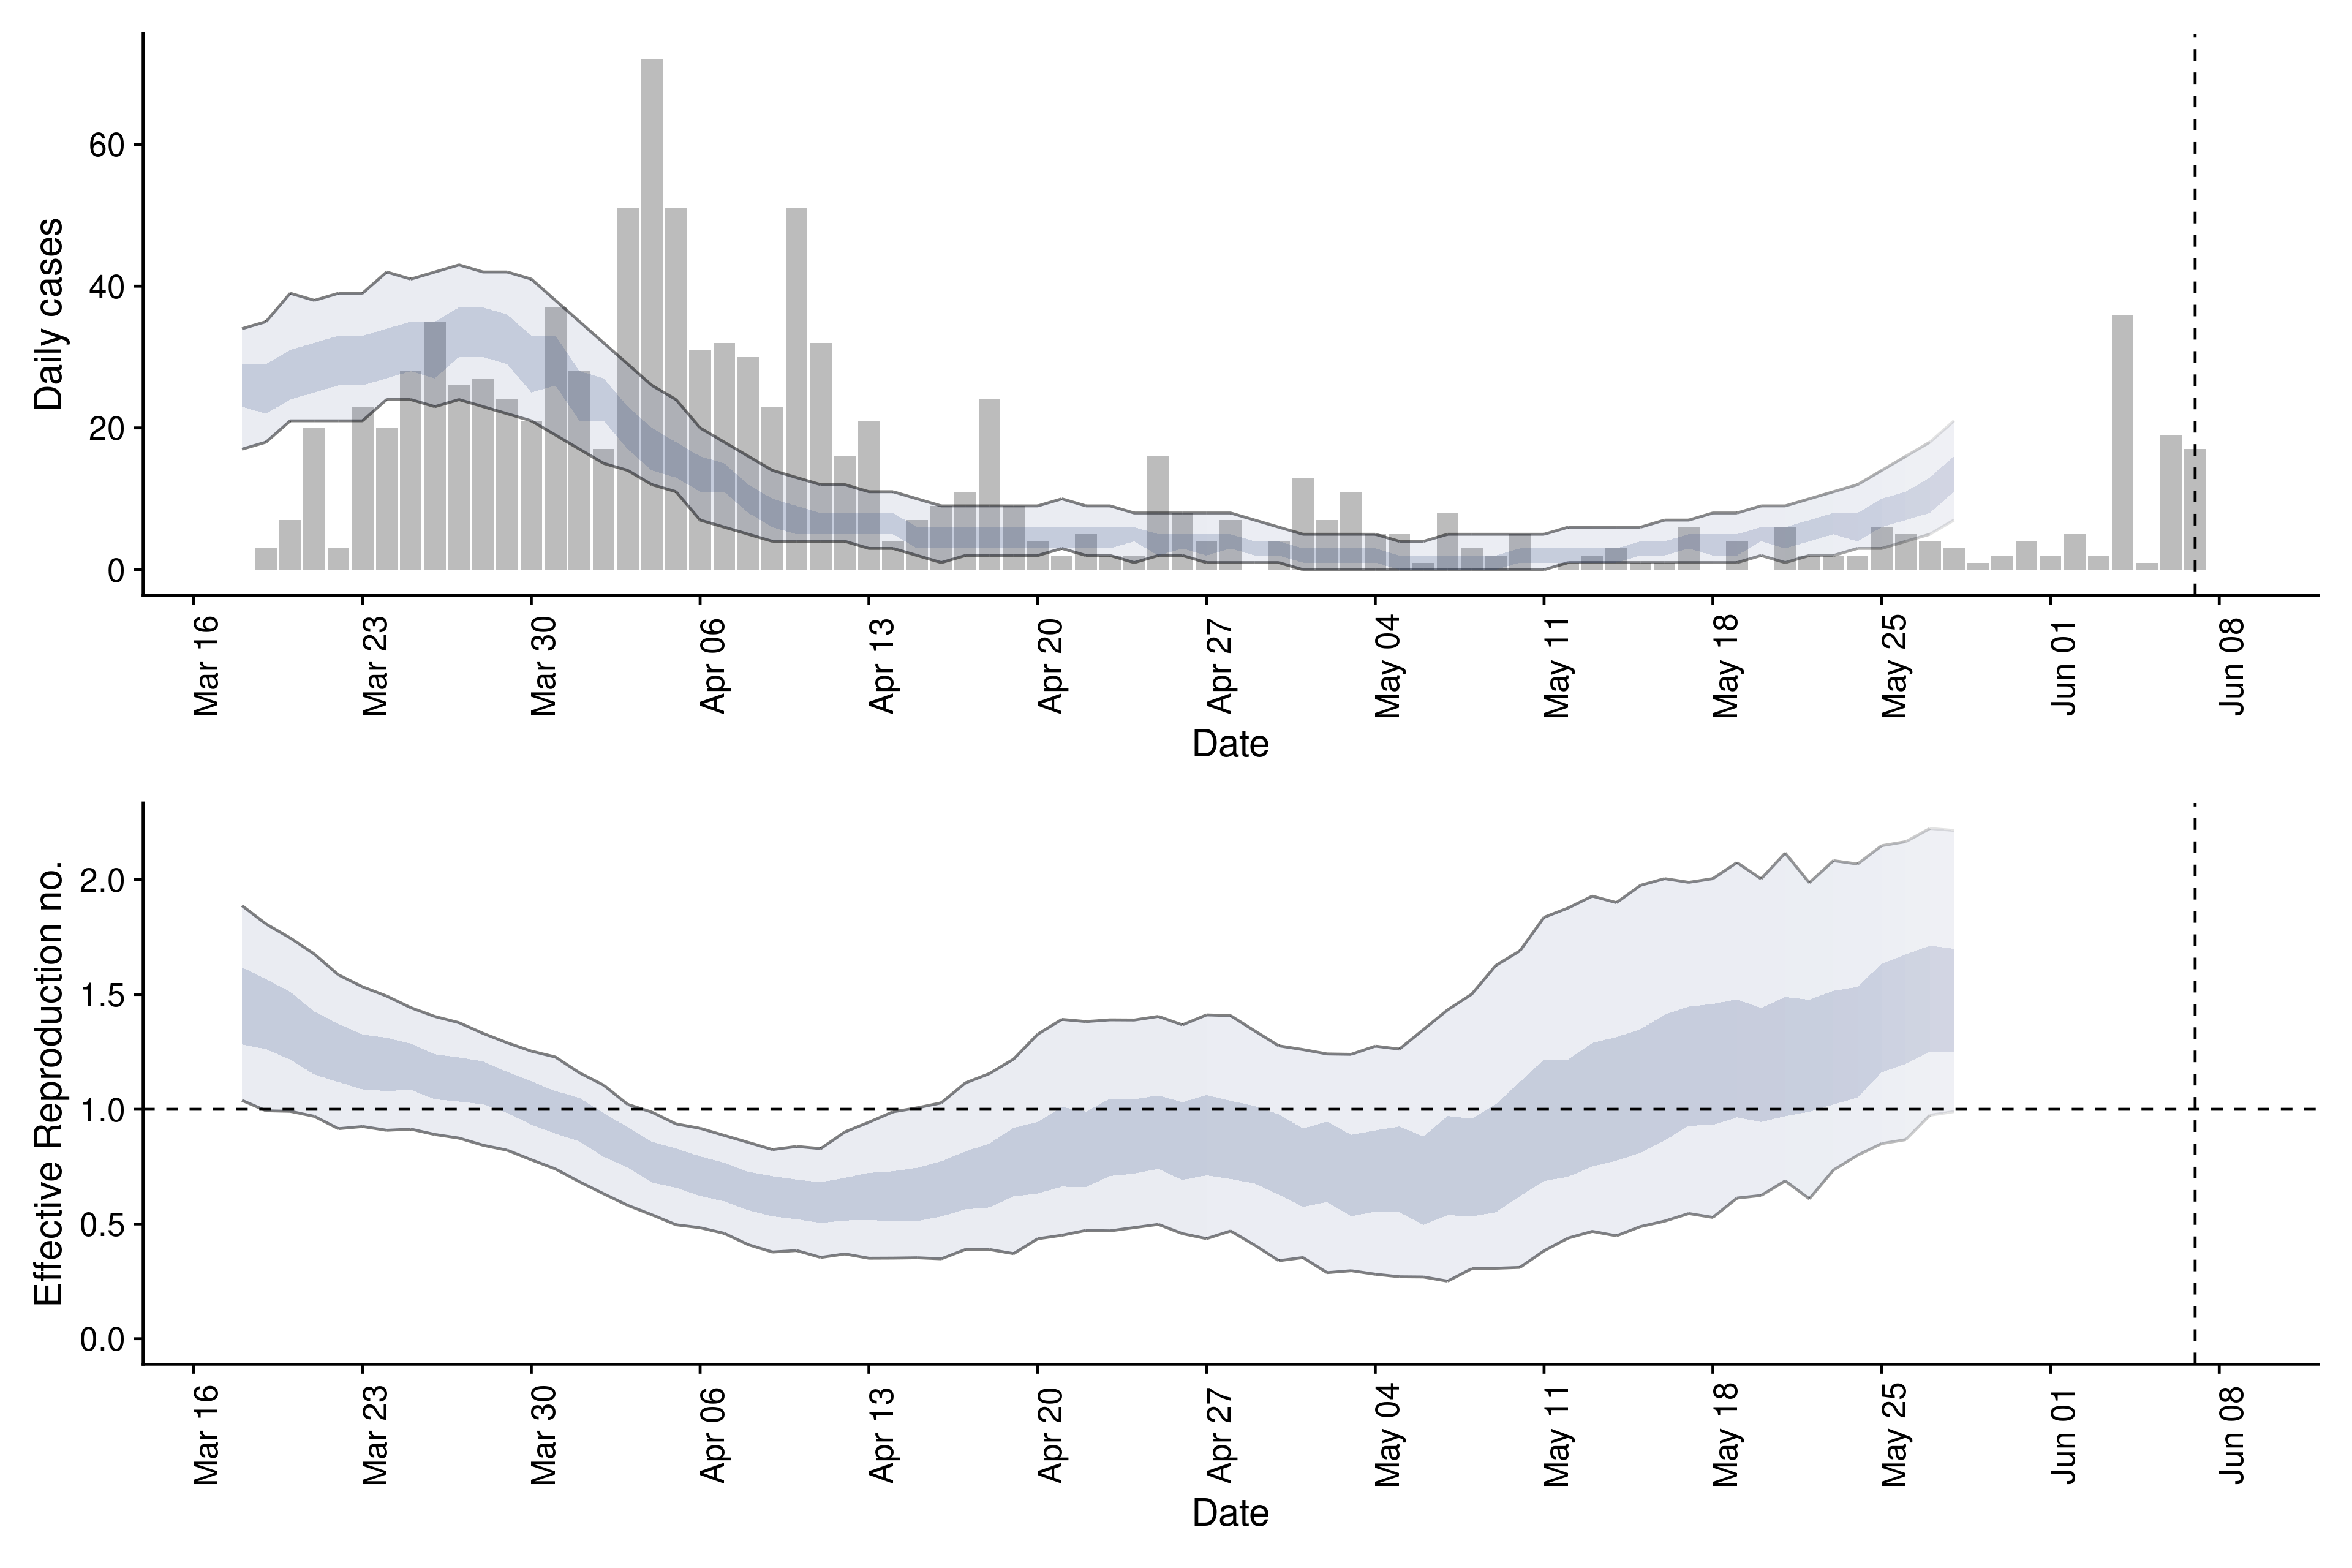 Daily cases
60
40
20
0
Mar 16
Mar 23
Mar 30
Apr 06
Apr 13
Apr 20
Apr 27
May 04
May 11
May 18
May 25
Jun 01
Jun 08
Date
Effective Reproduction no.
2.0
1.5
1.0
0.5
0.0
Mar 16
Mar 23
Mar 30
Apr 06
Apr 13
Apr 20
Apr 27
May 04
May 11
May 18
May 25
Jun 01
Jun 08
Date